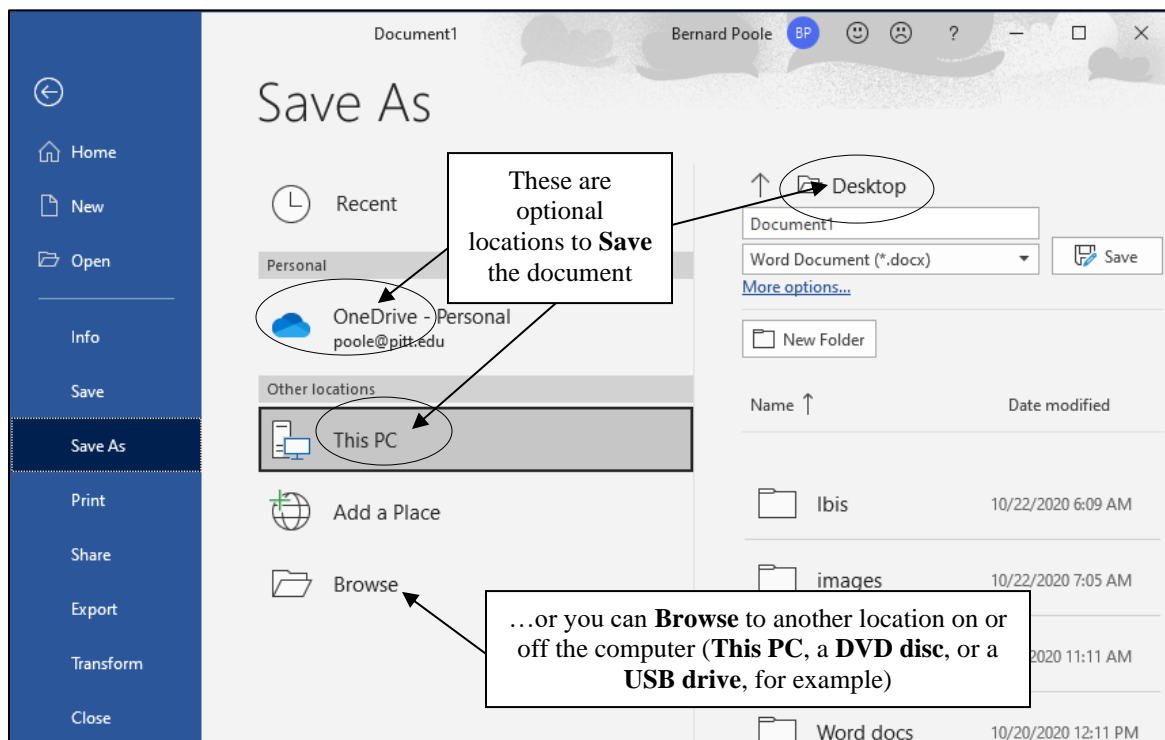 Document1
Bernard Poole
BP
?
Save As
Home
New
Open
Info
Save
Save As
Print
Share
Export
Transform
Close
Recent
Personal
OneDrive - Personal
poole@pitt.edu
Other locations
This PC
Add a Place
Browse
These are
optional
locations to Save
the document
Desktop
Document1
Word Document (*.docx)
Save
More options...
New Folder
Name
Date modified
Ibis
10/22/2020 6:09 AM
images
10/22/2020 7:05 AM
2020 11:11 AM
Word docs
10/20/2020 12:11 PM
…or you can Browse to another location on or
off the computer (This PC, a DVD disc, or a
USB drive, for example)